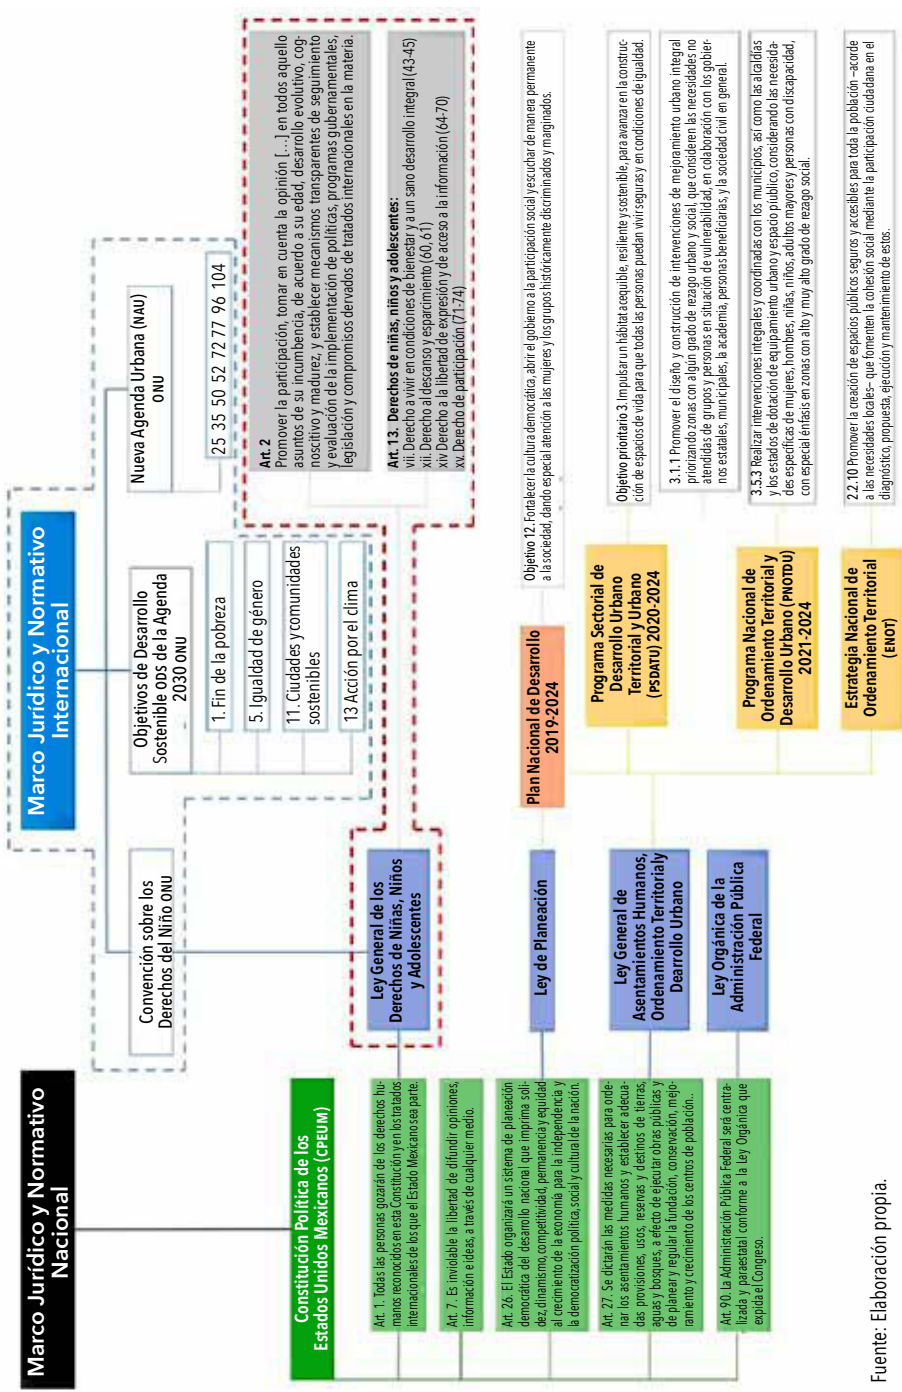 Marco Jurídico y Normativo
Nacional
Marco Jurídico y Normativo
Internacional
Convención sobre los
Derechos del Niño ONU
Objetivos de Desarrollo
Sostenible ODS de la Agenda
2030 ONU
1. Fin de la pobreza
5. Igualdad de género
11. Ciudades y comunidades
sostenibles
13 Acción por el clima
Nueva Agenda Urbana (NAU)
ONU
25 35 50 52 72 77 96 104
Constitución Política de los
Estados Unidos Mexicanos (CPEUM)
Art. 1. Todas las personas gozarán de los derechos hu-
manos reconocidos en esta Constitución y en los tratados
internacionales de los que el Estado Mexicano sea parte.
Art. 7. Es inviolable la libertad de difundir opiniones,
información e ideas, a través de cualquier medio.
Art. 26. El Estado organizará un sistema de planeación
democrática del desarrollo nacional que imprima soli-
dez, dinamismo, competitividad, permanencia y equidad
al crecimiento de la economía para la independencia y
la democratización política, social y cultural de la nación.
Art. 27. Se dictarán las medidas necesarias para orde-
nar los asentamientos humanos y establecer adecua-
das provisiones, usos, reservas y destinos de tierras,
aguas y bosques, a efecto de ejecutar obras públicas y
de planear y regular la fundación, conservación, mejo-
ramiento y crecimiento de los centros de población..
Art. 90. La Administración Pública Federal será centra-
lizada y paraestatal conforme a la Ley Orgánica que
expida el Congreso.
Ley General de los
Derechos de Niñas, Niños
y Adolescentes
Ley de Planeación
Ley General de
Asentamientos Humanos,
Ordenamiento Territorialy
Dearrollo Urbano
Ley Orgánica de la
Administración Pública
Federal
Art. 2
Promover la participación, tomar en cuenta la opinión [...] en todos aquello
asuntos de su incumbencia, de acuerdo a su edad, desarrollo evolutivo, cog-
noscitivo y madurez, y establecer mecanismos transparentes de seguimiento
y evaluación de la implementación de políticas, programas gubernamentales,
legislación y compromisos dervados de tratados internacionales en la materia.
Art. 13. Derechos de niñas, niños y adolescentes:
vii. Derecho a vivir en condiciones de bienestar y a un sano desarrollo integral (43-45)
xii. Derecho al descanso y esparcimiento (60, 61)
xiv Derecho a la libertad de expresión y de acceso a la información (64-70)
xv. Derecho de participación (71-74)
Plan Nacional de Desarrollo
2019-2024
Objetivo 12. Fortalecer la cultura democrática, abrir el gobierno a la participación social y escuchar de manera permanente
a la sociedad, dando especial atención a las mujeres y los grupos históricamente discriminados y marginados.
Programa Sectorial de
Desarrollo Urbano
Territorial y Urbano
(PSDATU) 2020-2024
Objetivo prioritario 3. Impulsar un hábitat acequible, resiliente y sostenible, para avanzar en la construc-
ción de espacios de vida para que todas las personas puedan vivir seguras y en condiciones de igualdad.
3.1.1 Promover el diseño y construcción de intervenciones de mejoramiento urbano integral
priorizando zonas con algún grado de rezago urbano y social, que consideren las necesidades no
atendidas de grupos y personas en situación de vulnerabilidad, en colaboración con los gobier-
nos estatales, municipales, la academia, personas beneficiarias, y la sociedad civil en general.
Programa Nacional de
Ordenamiento Territorial y
Desarrollo Urbano (PNOTDU)
2021-2024
3.5.3 Realizar intervenciones integrales y coordinadas con los municipios, así como las alcaldías
y los estados de dotación de equipamiento urbano y espacio público, considerando las necesida-
des específicas de mujeres, hombres, niñas, niños, adultos mayores y personas con discapacidad,
con especial énfasis en zonas con alto y muy alto grado de rezago social.
Estrategia Nacional de
Ordenamiento Territorial
(ENOT)
2.2.10 Promover la creación de espacios públicos seguros y accesibles para toda la población –acorde
a las necesidades locales– que fomenten la cohesión social mediante la participación ciudadana en el
diagnóstico, propuesta, ejecución y mantenimiento de estos.
Fuente: Elaboración propia.